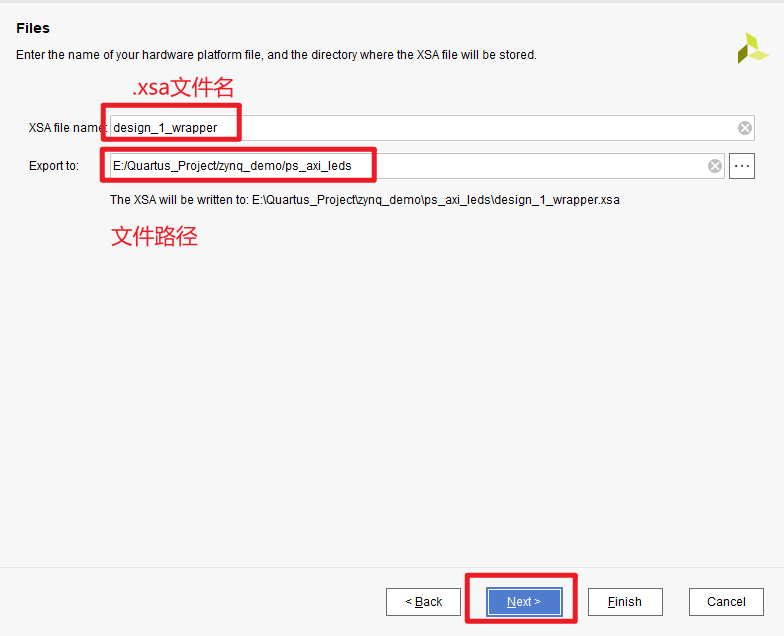 Files
Enter the name of your hardware platform file, and the directory where the XSA file will be stored.
.xsa文件名
XSA file name: design_1_wrapper
Export to: E:/Quartus_Project/zynq_demo/ps_axi_leds ...
The XSA will be written to: E:\Quartus_Project\zynq_demo\ps_axi_leds\design_1_wrapper.xsa
文件路径
< Back Next > Finish Cancel